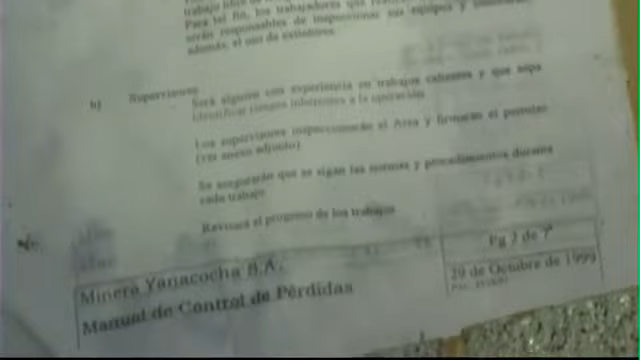 trabajo libre de
Para tal fin, los trabajadores que
serán responsables de inspeccionar sus equipos y
además, el uso de extintores.
b) Supervisores
Será alguien con experiencia en trabajos calientes y que sepa
identificar riesgos inherentes a la operación.
Los supervisores inspeccionarán el Area y firmarán el permiso
(ver anexo adjunto).
Se asegurarán que se sigan las normas y procedimientos durante
cada trabajo.
Revisará el progreso de los trabajos
Minera Yanacocha S.A.
Manual de Control de Pérdidas
Pg 2 de 7
29 de Octubre de 1999